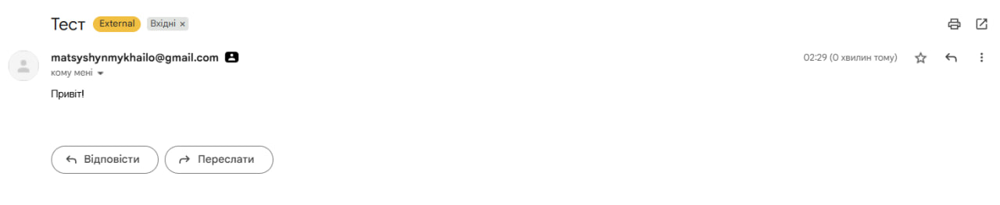 Тест External Вхідні ×
matsyshynmykhailo@gmail.com 02:29 (0 хвилин тому)
кому мені
Привіт!
Відповісти Переслати